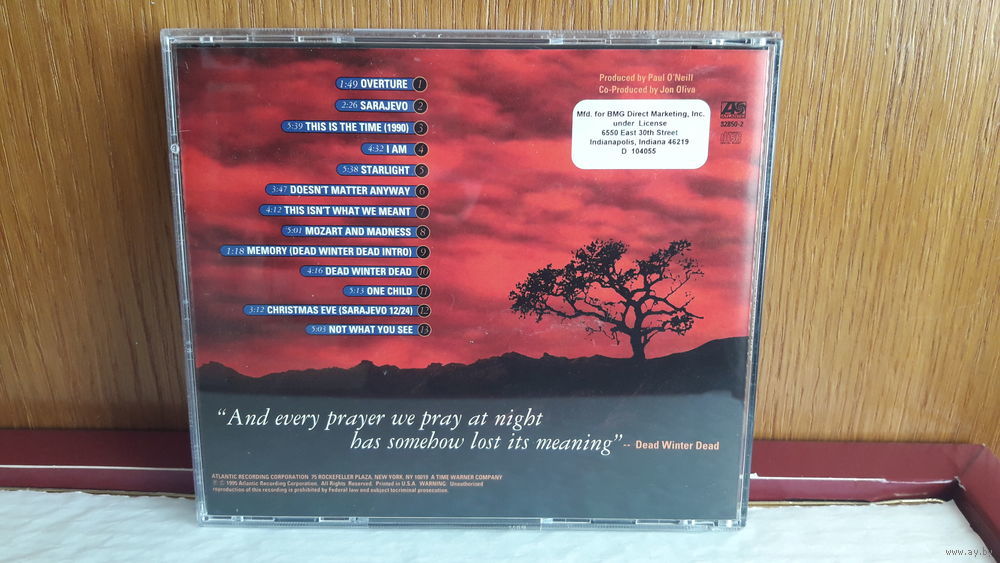 1:49 OVERTURE 1
2:26 SARAJEVO 2
5:39 THIS IS THE TIME (1990) 3
4:32 I AM 4
5:38 STARLIGHT 5
3:47 DOESN'T MATTER ANYWAY 6
4:12 THIS ISN'T WHAT WE MEANT 7
5:01 MOZART AND MADNESS 8
1:18 MEMORY (DEAD WINTER DEAD INTRO) 9
4:16 DEAD WINTER DEAD 10
5:13 ONE CHILD 11
3:12 CHRISTMAS EVE (SARAJEVO 12/24) 12
5:03 NOT WHAT YOU SEE 13
Produced by Paul O'Neill
Co-Produced by Jon Oliva
Mfd. for BMG Direct Marketing, Inc.
under License
6550 East 30th Street
Indianapolis, Indiana 46219
D 104055
82850-2
“And every prayer we pray at night
has somehow lost its meaning” -- Dead Winter Dead
ATLANTIC RECORDING CORPORATION 75 ROCKEFELLER PLAZA, NEW YORK, NY 10019 A TIME WARNER COMPANY
℗ © 1995 Atlantic Recording Corporation. All Rights Reserved. Printed in U.S.A. WARNING: Unauthorized
reproduction of this recording is prohibited by Federal law and subject to criminal prosecution.
www.ay.by